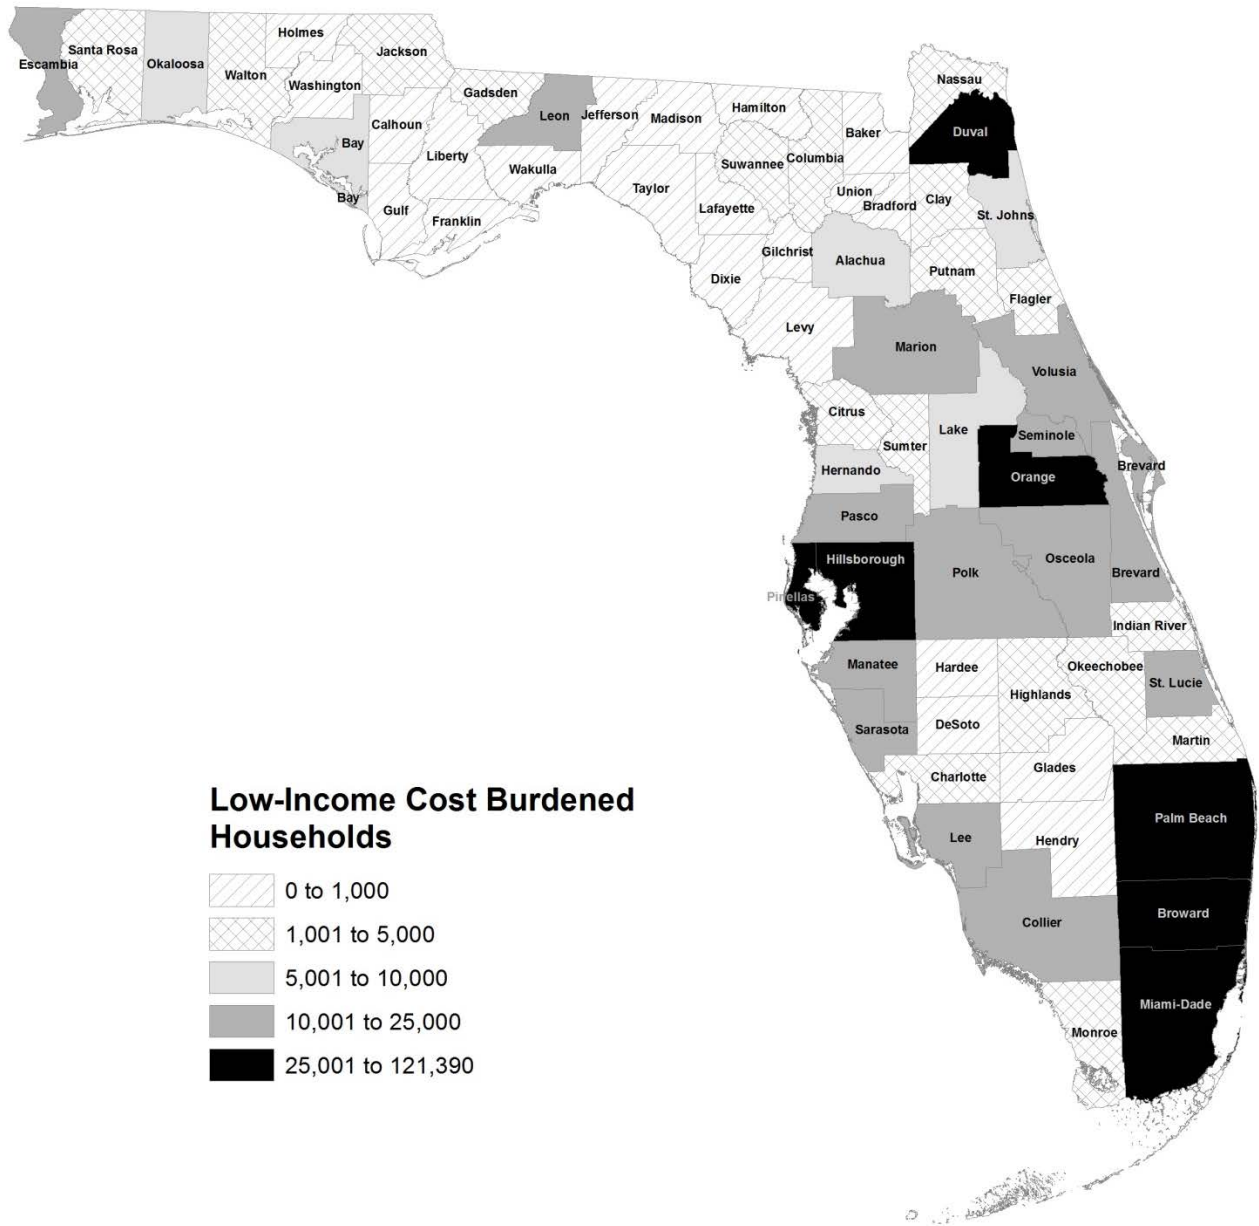 Holmes
Santa Rosa
Jackson
Escambia
Okaloosa
Walton
Washington
Nassau
Gadsden
Hamilton
Leon
Jefferson
Madison
Calhoun
Baker
Duval
Bay
Liberty
Suwannee
Columbia
Wakulla
Taylor
Union
Bay
Lafayette
Bradford
Clay
Gulf
Franklin
St. Johns
Gilchrist
Alachua
Dixie
Putnam
Flagler
Levy
Marion
Volusia
Citrus
Lake
Seminole
Sumter
Hernando
Brevard
Orange
Pasco
Hillsborough
Osceola
Polk
Brevard
Pinellas
Indian River
Manatee
Hardee
Okeechobee
St. Lucie
Highlands
DeSoto
Sarasota
Martin
Glades
Charlotte
Low-Income Cost Burdened
Households
Palm Beach
Lee
Hendry
0 to 1,000
Broward
Collier
1,001 to 5,000
5,001 to 10,000
Miami-Dade
10,001 to 25,000
Monroe
25,001 to 121,390